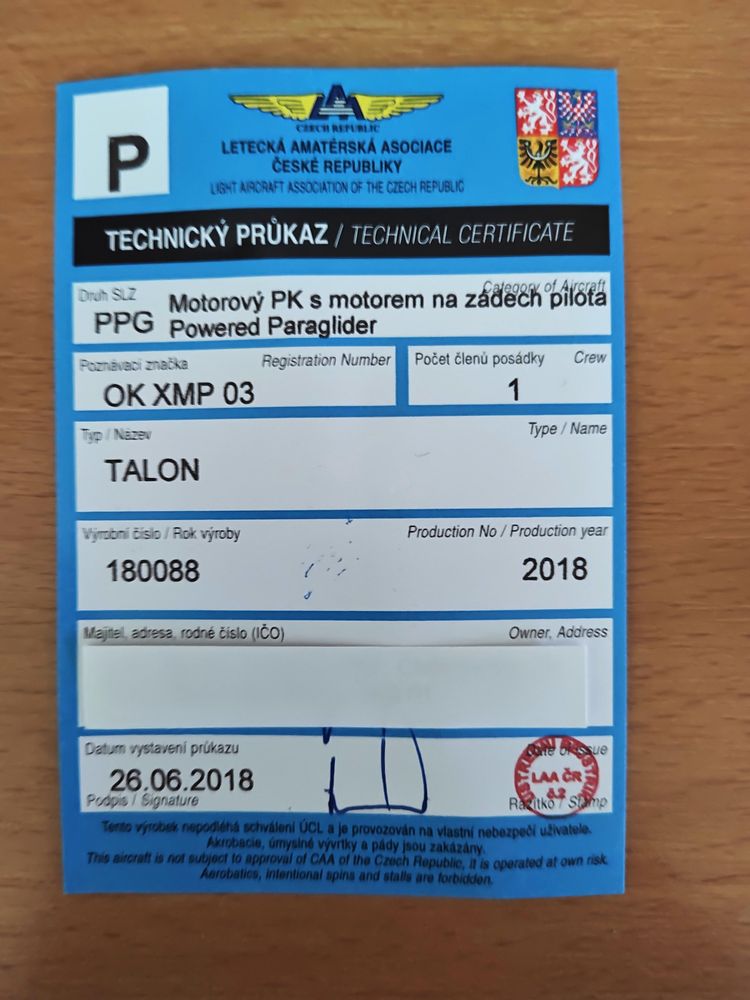 P
CZECH REPUBLIC
LETECKÁ AMATÉRSKÁ ASOCIACE
ČESKÉ REPUBLIKY
LIGHT AIRCRAFT ASSOCIATION OF THE CZECH REPUBLIC
TECHNICKÝ PRŮKAZ / TECHNICAL CERTIFICATE
Druh SLZ Category of Aircraft
PPG Motorový PK s motorem na zádech pilota
Powered Paraglider
Poznávací značka Registration Number
OK XMP 03
Počet členů posádky Crew
1
Typ / Název Type / Name
TALON
Výrobní číslo / Rok výroby Production No / Production year
180088 2018
Majitel, adresa, rodné číslo (IČO) Owner, Address
Datum vystavení průkazu Date of issue
26.06.2018
LAA ČR
č.2
Podpis / Signature Razítko / Stamp
Tento výrobek nepodléhá schválení ÚCL a je provozován na vlastní nebezpečí uživatele.
Akrobacie, úmyslné vývrtky a pády jsou zakázány.
This aircraft is not subject to approval of CAA of the Czech Republic, it is operated at own risk.
Aerobatics, intentional spins and stalls are forbidden.